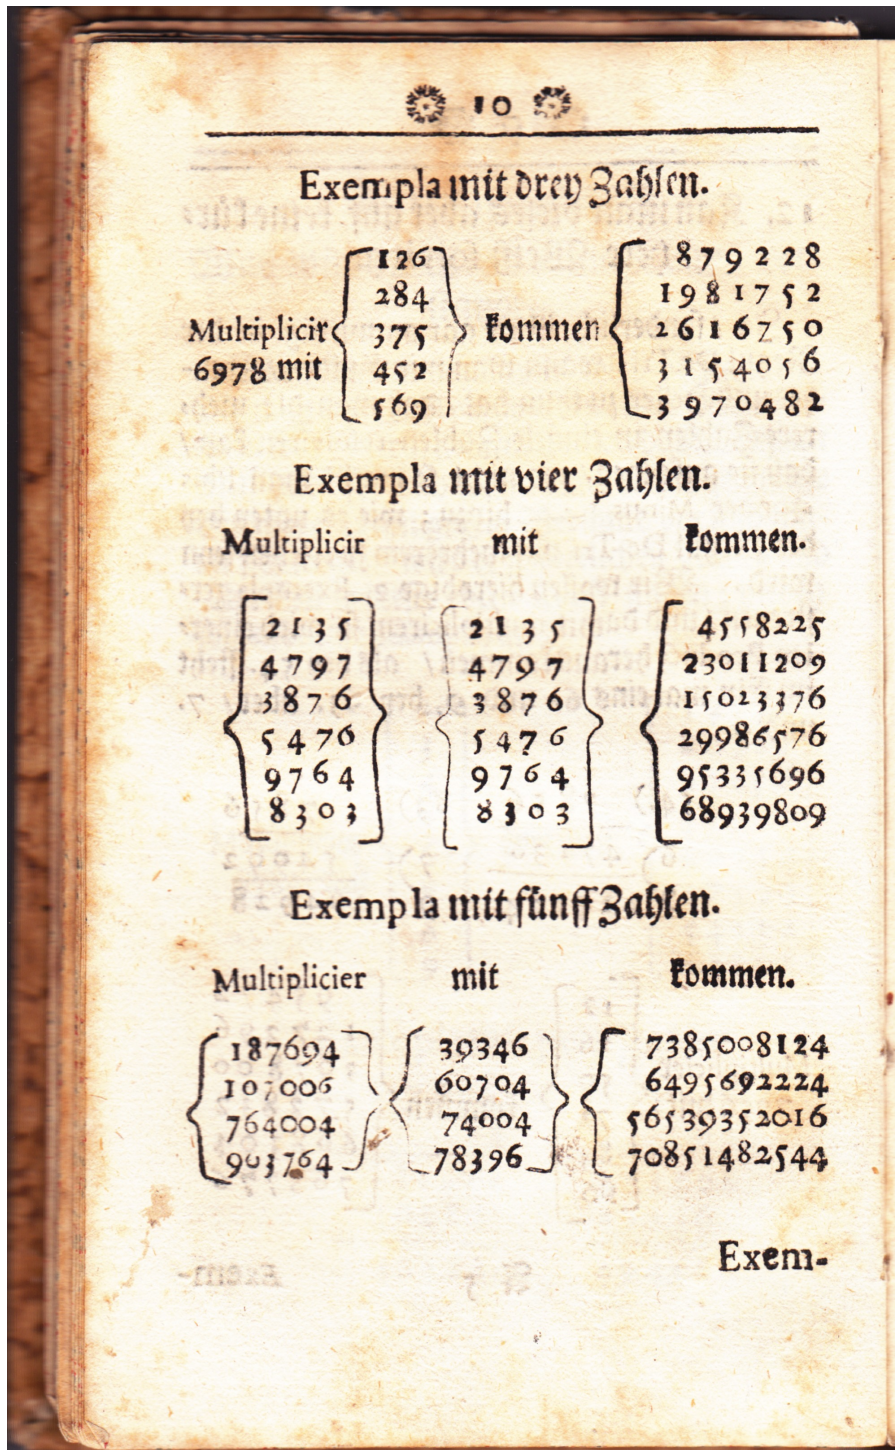 10
Exempla mit drey Zahlen.
126 879228
284 1981752
Multiplicir 375 kommen 2616750
6978 mit 452 3154056
569 3970482
Exempla mit vier Zahlen.
Multiplicir mit kommen.
2135 2135 4558225
4797 4797 23011209
3876 3876 15023376
5476 5476 29986576
9764 9764 95335696
8303 8303 68939809
Exempla mit fünff Zahlen.
Multiplicier mit kommen.
187694 39346 7385008124
107006 60704 6495692224
764004 74004 56539352016
903764 78396 70851482544
Exem-